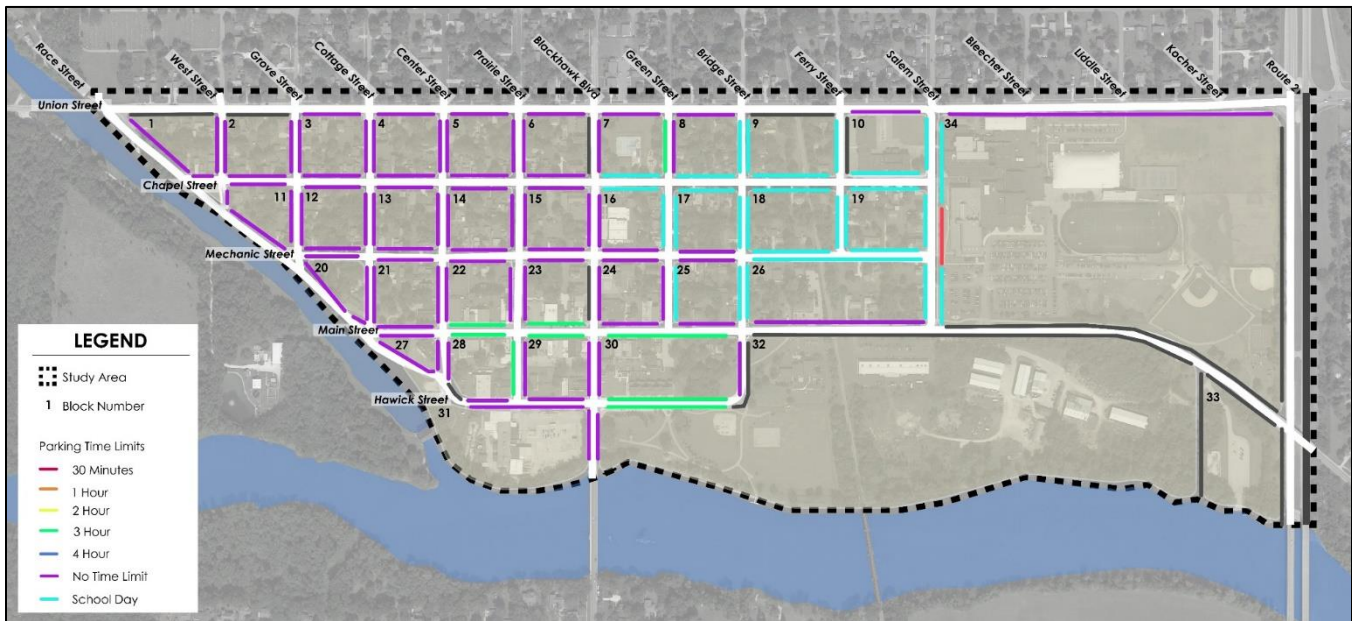 Race Street
West Street
Grove Street
Cottage Street
Center Street
Prairie Street
Blackhawk Blvd
Green Street
Bridge Street
Ferry Street
Salem Street
Bleecher Street
Liddle Street
Kocher Street
Route 2
Union Street
1
2
3
4
5
6
7
8
9
10
34
Chapel Street
11
12
13
14
15
16
17
18
19
Mechanic Street
20
21
22
23
24
25
26
Main Street
27
28
29
30
32
Hawick Street
31
33
LEGEND
Study Area
1 Block Number
Parking Time Limits
30 Minutes
1 Hour
2 Hour
3 Hour
4 Hour
No Time Limit
School Day